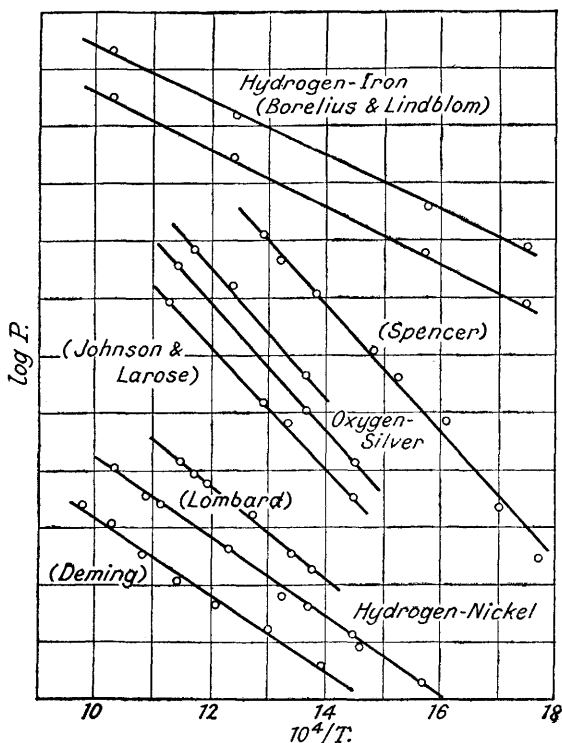 Hydrogen-Iron
(Borelius & Lindblom)
(Spencer)
(Johnson &
Larose)
Oxygen-
Silver
(Lombard)
(Deming)
Hydrogen-Nickel
log P.
10 12 14 16 18
10⁴/T.